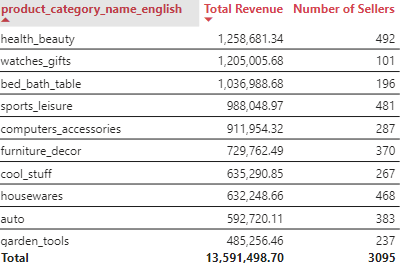 product_category_name_english Total Revenue Number of Sellers
health_beauty 1,258,681.34 492
watches_gifts 1,205,005.68 101
bed_bath_table 1,036,988.68 196
sports_leisure 988,048.97 481
computers_accessories 911,954.32 287
furniture_decor 729,762.49 370
cool_stuff 635,290.85 267
housewares 632,248.66 468
auto 592,720.11 383
garden_tools 485,256.46 237
Total 13,591,498.70 3095